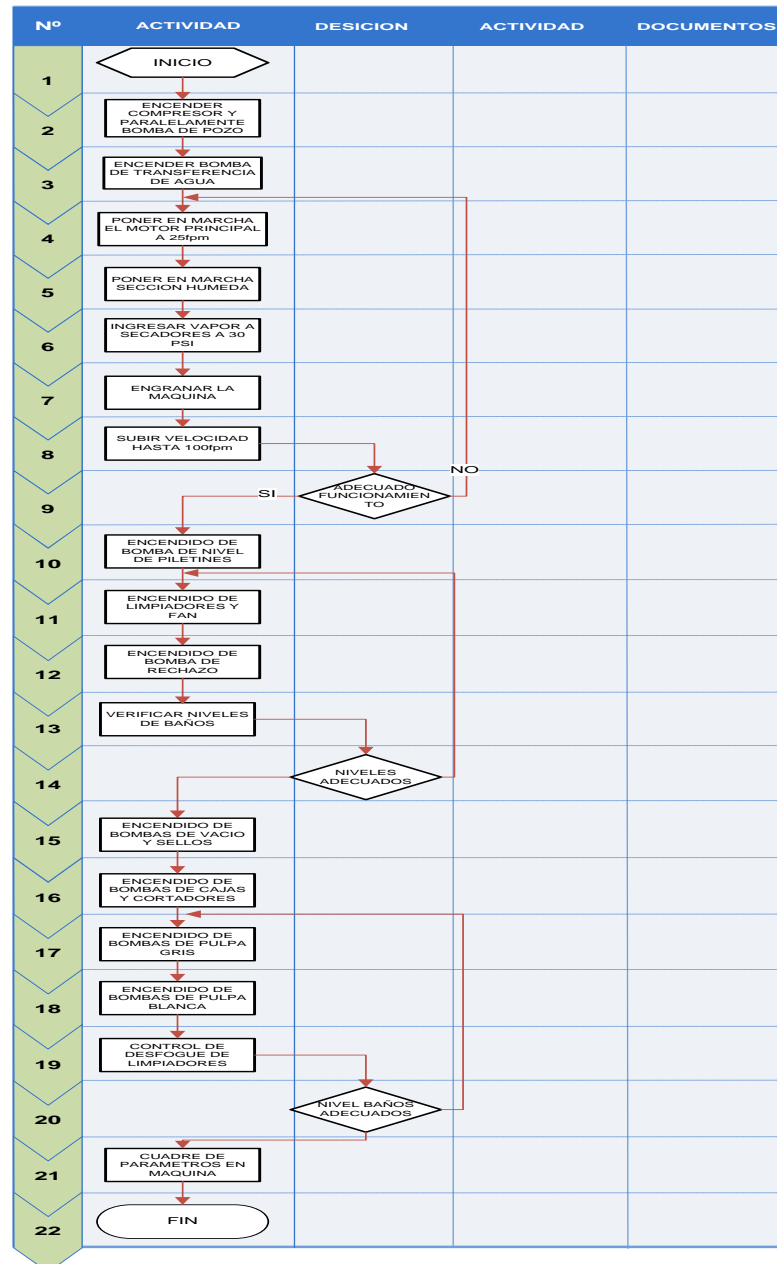 Nº ACTIVIDAD DESICION ACTIVIDAD DOCUMENTOS
1
INICIO
2
ENCENDER
COMPRESOR Y
PARALELAMENTE
BOMBA DE POZO
3
ENCENDER BOMBA
DE TRANSFERENCIA
DE AGUA
4
PONER EN MARCHA
EL MOTOR PRINCIPAL
A 25fpm
5
PONER EN MARCHA
SECCION HUMEDA
6
INGRESAR VAPOR A
SECADORES A 30
PSI
7
ENGRANAR LA
MAQUINA
8
SUBIR VELOCIDAD
HASTA 100fpm
9
SI
ADECUADO
FUNCIONAMIEN
TO
NO
10
ENCENDIDO DE
BOMBA DE NIVEL
DE PILETINES
11
ENCENDIDO DE
LIMPIADORES Y
FAN
12
ENCENDIDO DE
BOMBA DE
RECHAZO
13
VERIFICAR NIVELES
DE BAÑOS
14
NIVELES
ADECUADOS
15
ENCENDIDO DE
BOMBAS DE VACIO
Y SELLOS
16
ENCENDIDO DE
BOMBAS DE CAJAS
Y CORTADORES
17
ENCENDIDO DE
BOMBAS DE PULPA
GRIS
18
ENCENDIDO DE
BOMBAS DE PULPA
BLANCA
19
CONTROL DE
DESFOGUE DE
LIMPIADORES
20
NIVEL BAÑOS
ADECUADOS
21
CUADRE DE
PARAMETROS EN
MAQUINA
22
FIN